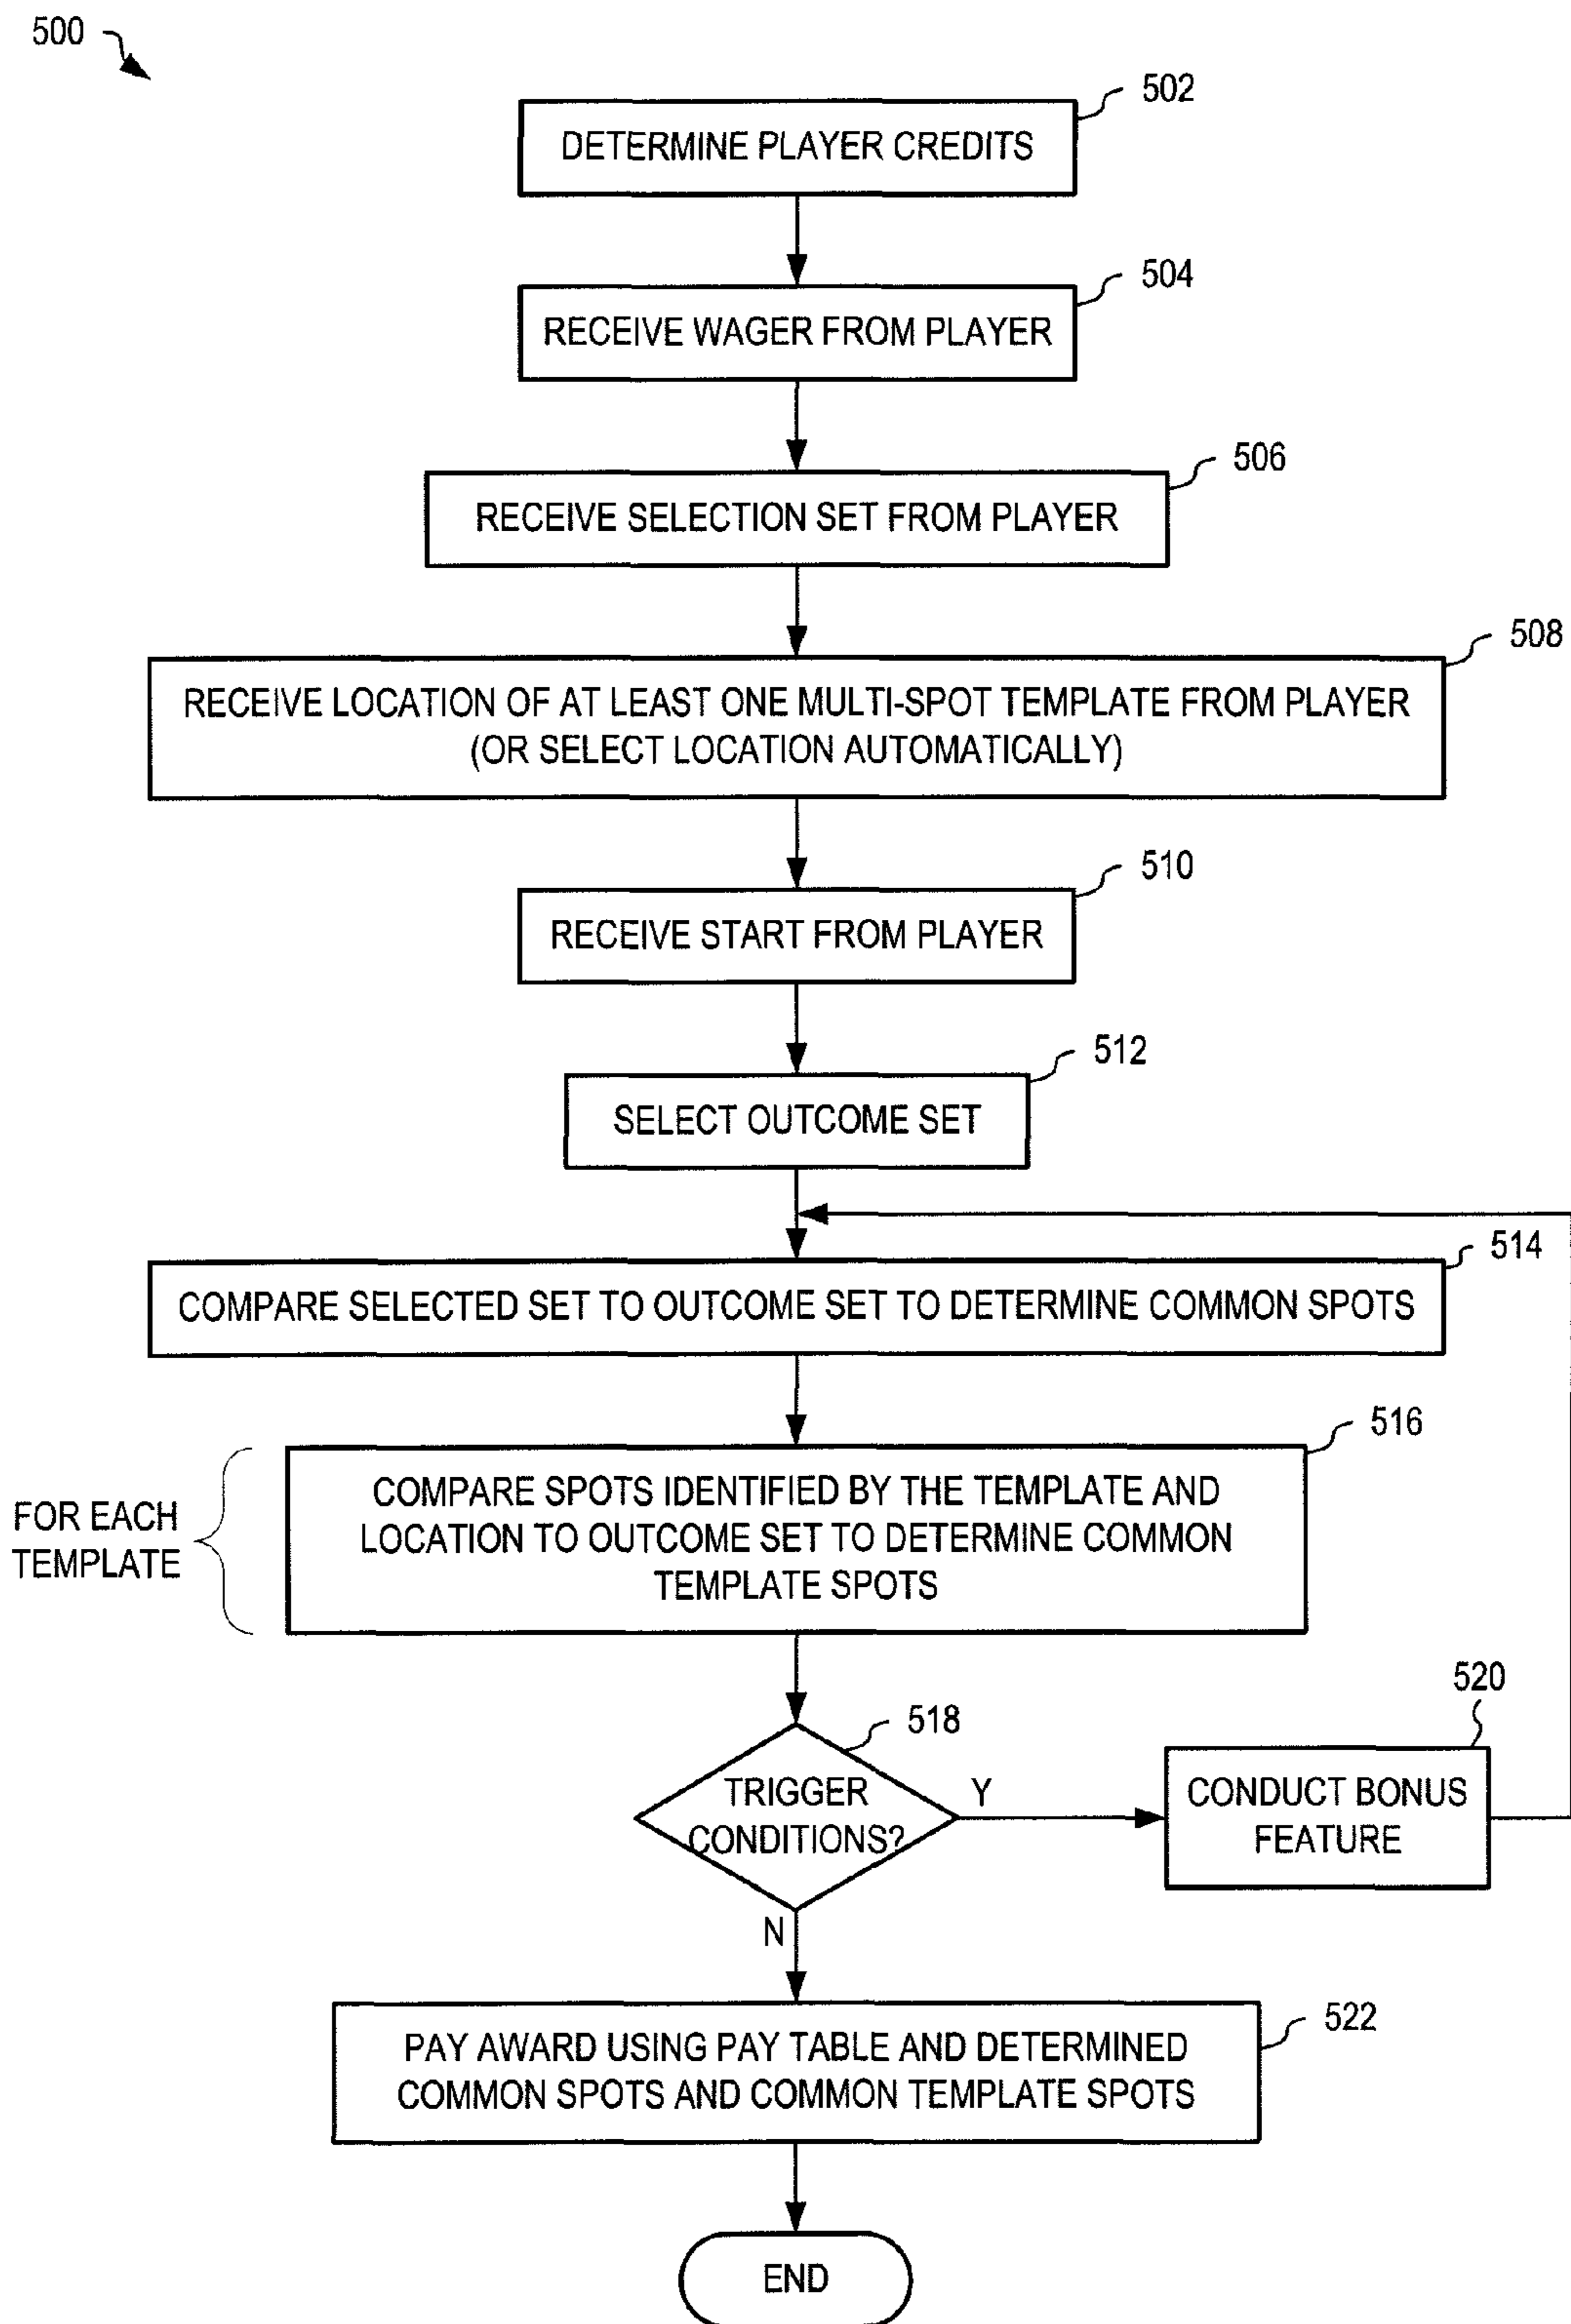 500
502
DETERMINE PLAYER CREDITS
504
RECEIVE WAGER FROM PLAYER
506
RECEIVE SELECTION SET FROM PLAYER
508
RECEIVE LOCATION OF AT LEAST ONE MULTI-SPOT TEMPLATE FROM PLAYER
(OR SELECT LOCATION AUTOMATICALLY)
510
RECEIVE START FROM PLAYER
512
SELECT OUTCOME SET
514
COMPARE SELECTED SET TO OUTCOME SET TO DETERMINE COMMON SPOTS
516
FOR EACH
TEMPLATE
COMPARE SPOTS IDENTIFIED BY THE TEMPLATE AND
LOCATION TO OUTCOME SET TO DETERMINE COMMON
TEMPLATE SPOTS
518
TRIGGER
CONDITIONS?
Y
520
CONDUCT BONUS
FEATURE
N
522
PAY AWARD USING PAY TABLE AND DETERMINED
COMMON SPOTS AND COMMON TEMPLATE SPOTS
END